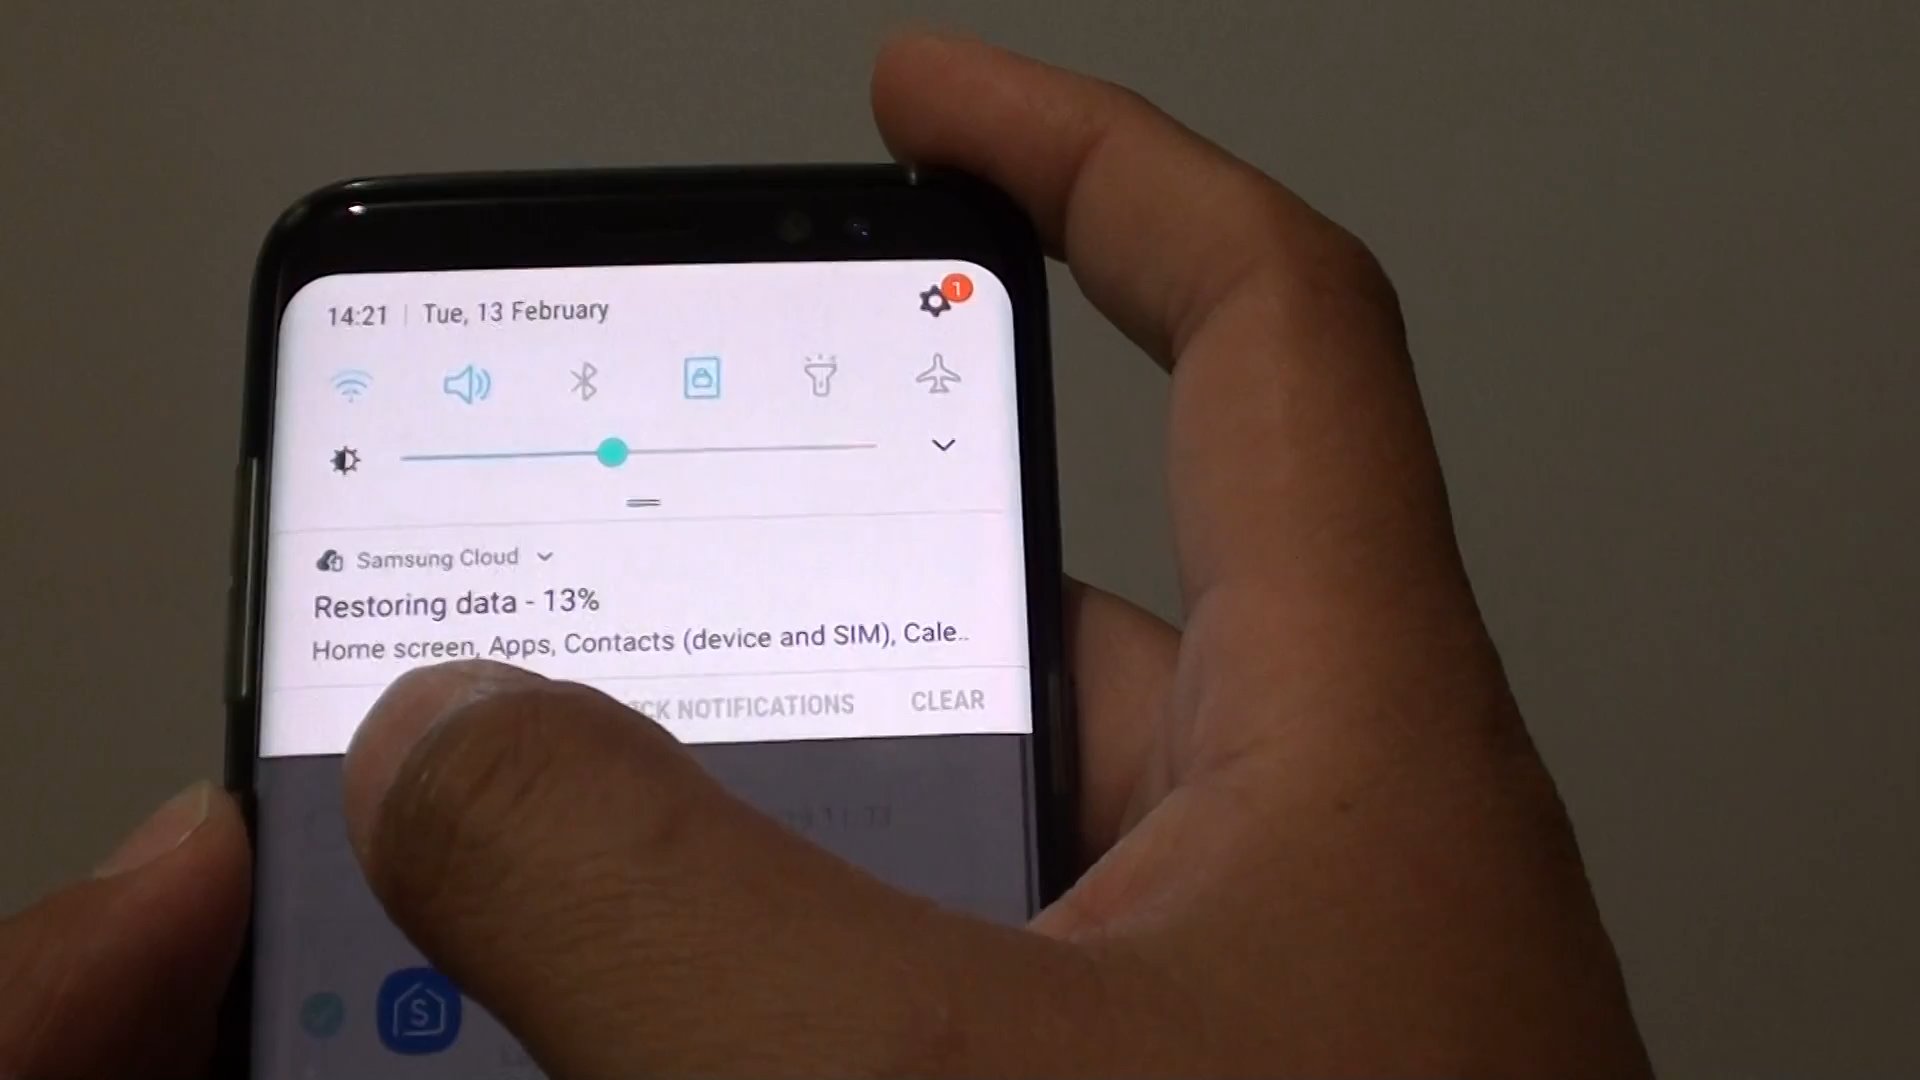 14:21 | Tue, 13 February
1
Samsung Cloud
Restoring data - 13%
Home screen, Apps, Contacts (device and SIM), Cale..
NOTIFICATIONS
CLEAR
S